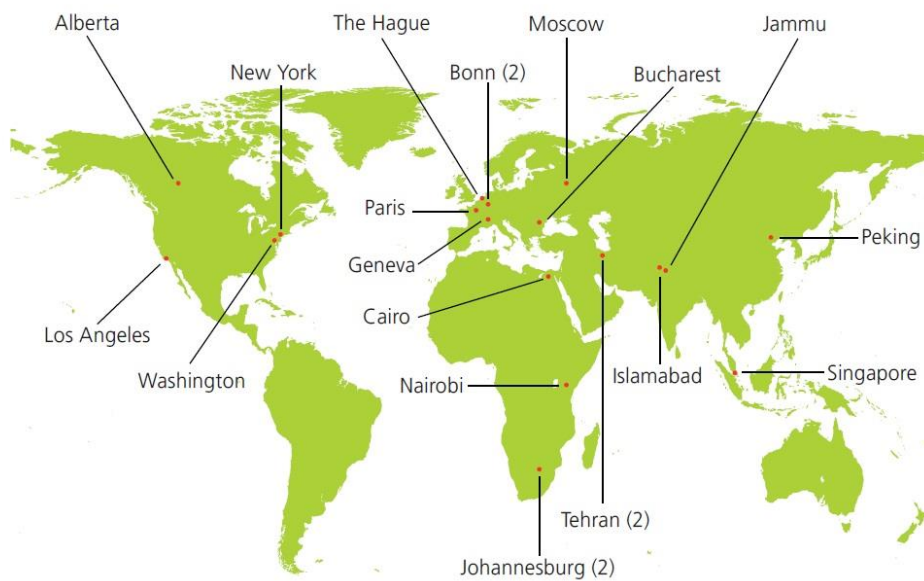 Alberta
The Hague
Moscow
Jammu
New York
Bonn (2)
Bucharest
Paris
Peking
Geneva
Cairo
Los Angeles
Washington
Nairobi
Islamabad
Singapore
Tehran (2)
Johannesburg (2)